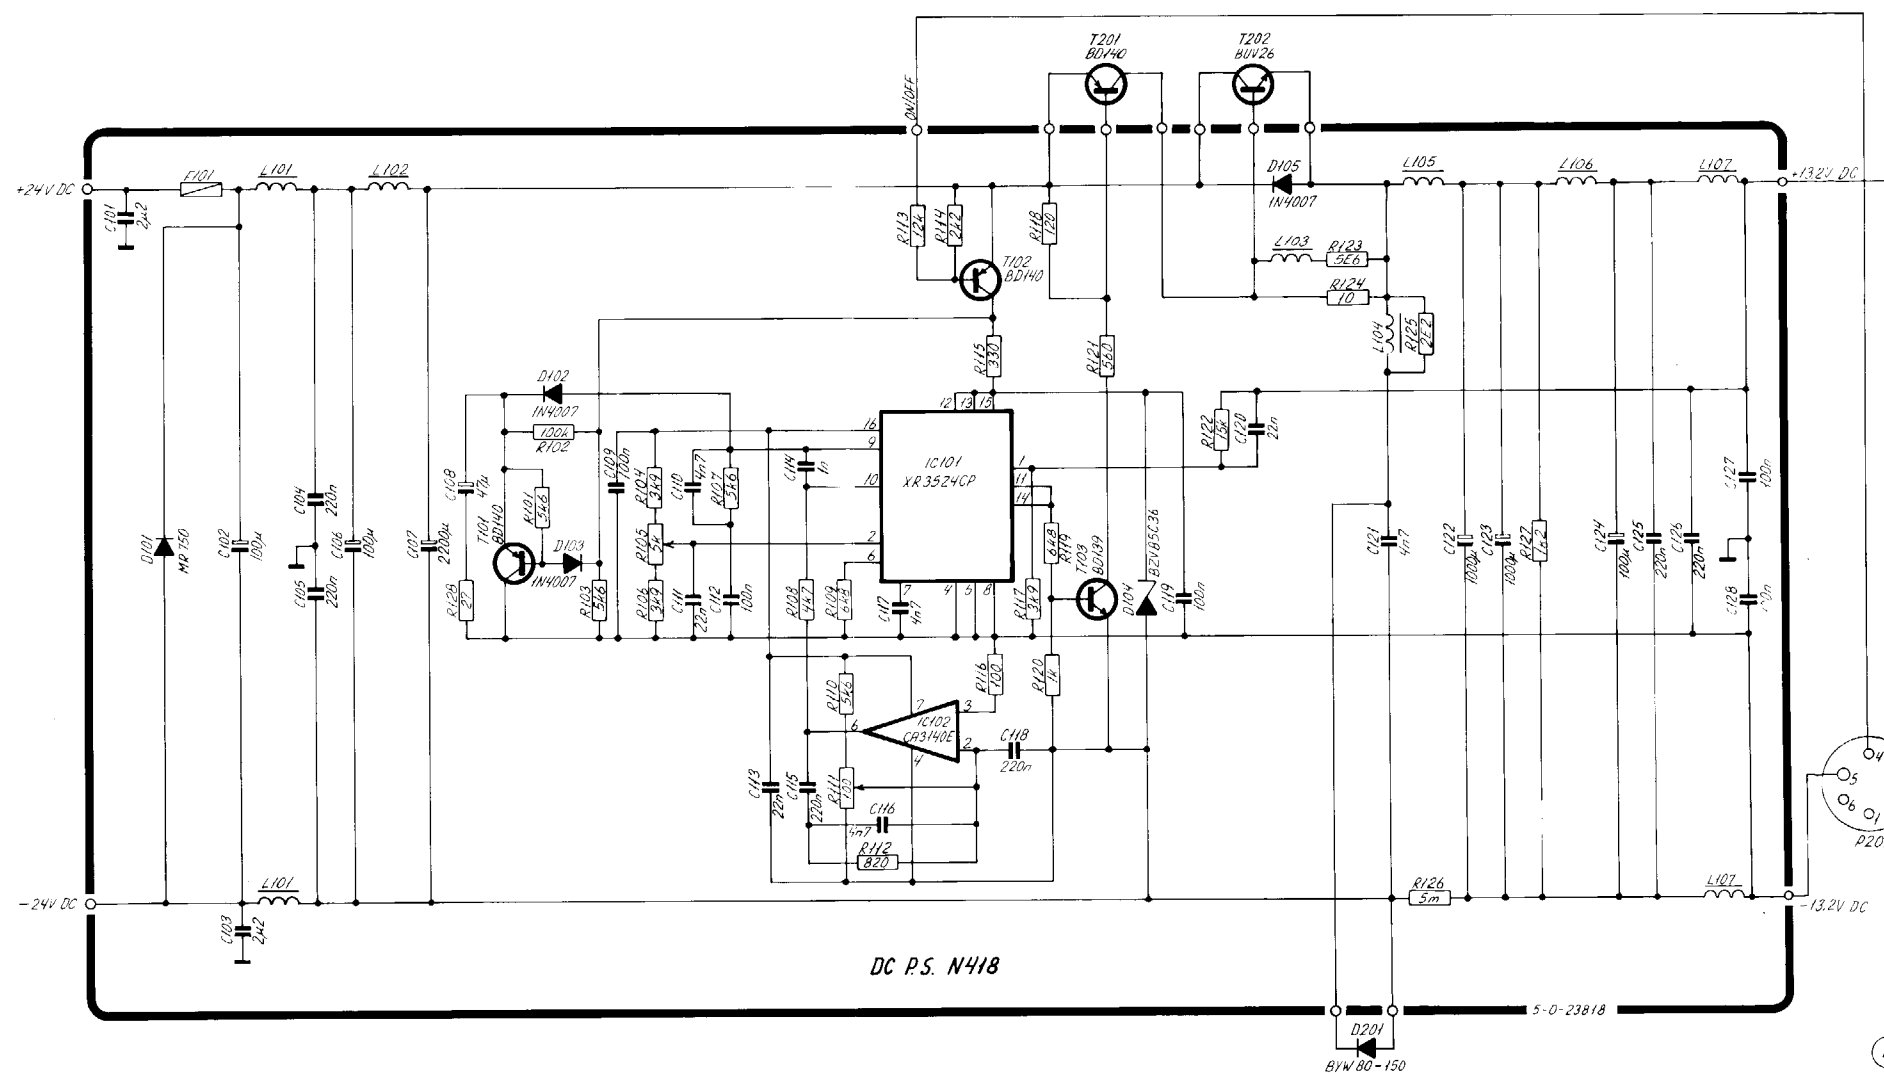 T201
BD140
T202
BUV26
ON/OFF
+24V DC
F101
L101
L102
C101
2µ2
R113
12k
R114
2k2
T102
BD140
R118
120
D105
1N4007
L103
R123
5E6
R124
10
L104
R125
2E2
L105
L106
L107
+13.2V DC
R115
330
R121
560
D102
1N4007
100k
R102
C108
47µ
R101
5k6
T101
BD140
D103
1N4007
R128
27
R103
5k6
C109
100n
R104
3k9
R105
5k
R106
3k9
C110
4n7
R107
5k6
C111
22n
C112
100n
C114
1n
R108
4k7
R109
6k8
C117
4n7
12
13
15
16
9
10
2
6
7
4
5
8
1
11
14
IC101
XR3524CP
R122
15k
C120
22n
R119
6k8
R117
3k9
T103
BD139
D104
BZV85C36
C119
100n
D101
MR750
C102
100µ
C104
220n
C105
220n
C106
100µ
C107
2200µ
C121
4n7
C122
1000µ
C123
1000µ
R127
1k2
C124
100µ
C125
220n
C126
220n
C127
100n
C128
R116
100
R120
1k
R110
5k6
IC102
CA3140E
7
6
3
2
4
C118
220n
C113
22n
C115
220n
R111
100
C116
4n7
R112
820
-24V DC
L101
C103
2µ2
R126
5m
L107
-13.2V DC
4
5
6
1
P20
DC P.S. N418
5-0-23818
D201
BYW80-150